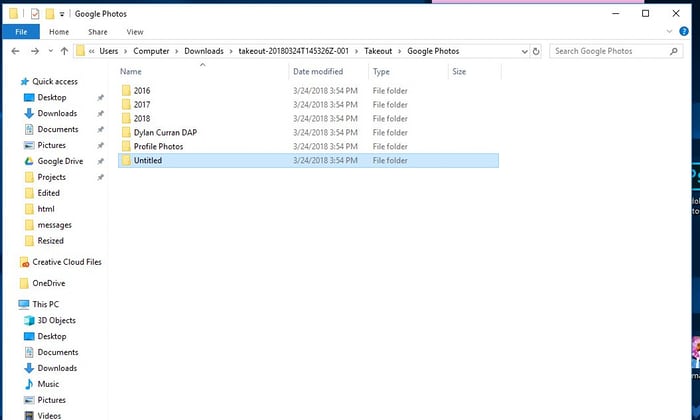 Google Photos
File Home Share View
Users Computer Downloads takeout-20180324T145326Z-001 Takeout Google Photos
Search Google Photos
Name Date modified Type Size
2016 3/24/2018 3:54 PM File folder
2017 3/24/2018 3:54 PM File folder
2018 3/24/2018 3:54 PM File folder
Dylan Curran DAP 3/24/2018 3:54 PM File folder
Profile Photos 3/24/2018 3:54 PM File folder
Untitled 3/24/2018 3:54 PM File folder
Quick access
Desktop
Downloads
Documents
Pictures
Google Drive
Projects
Edited
html
messages
Resized
Creative Cloud Files
OneDrive
This PC
3D Objects
Desktop
Documents
Downloads
Music
Pictures
Videos